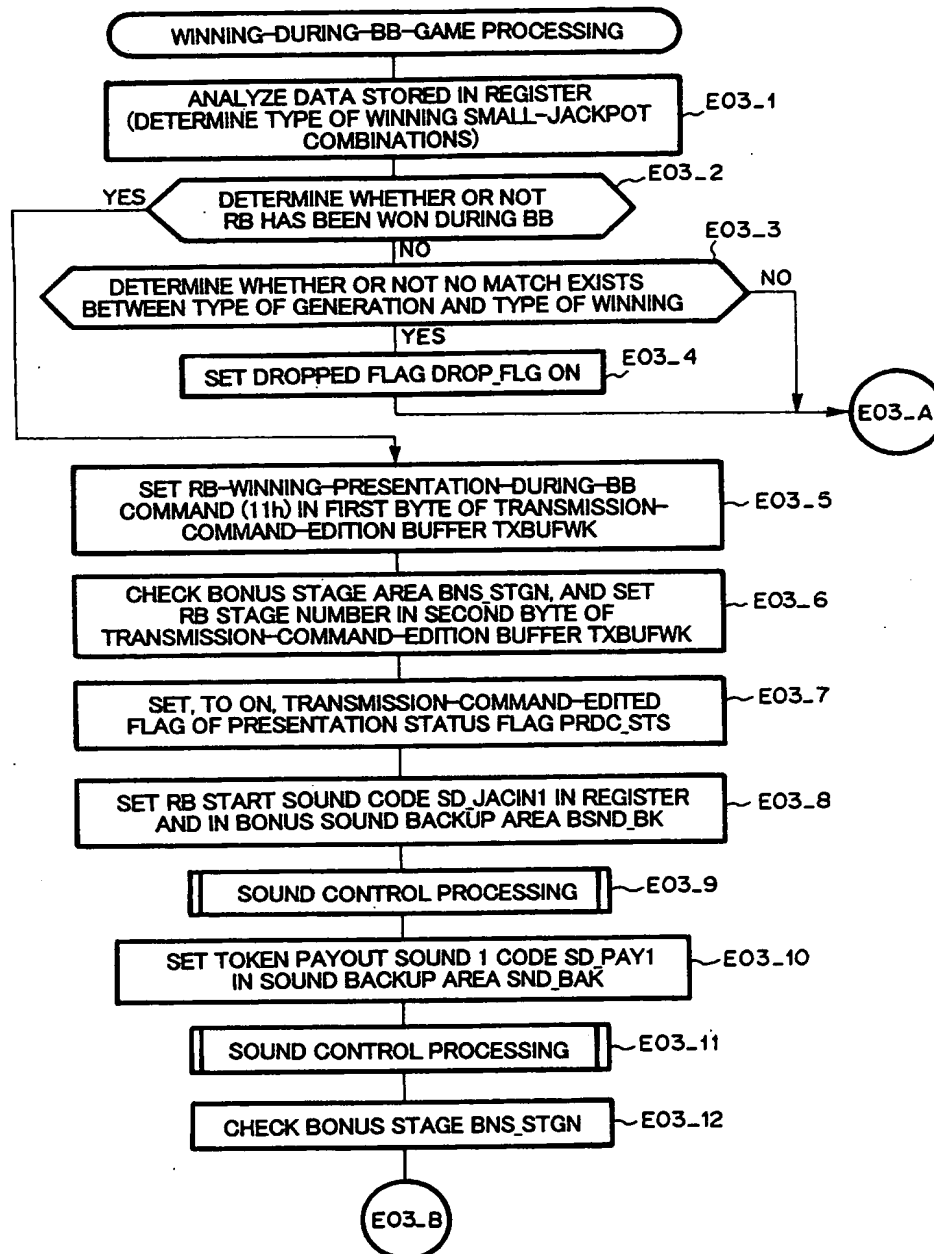 WINNING-DURING-BB-GAME PROCESSING
ANALYZE DATA STORED IN REGISTER
(DETERMINE TYPE OF WINNING SMALL-JACKPOT
COMBINATIONS)
E03_1
E03_2
YES
DETERMINE WHETHER OR NOT
RB HAS BEEN WON DURING BB
NO
E03_3
DETERMINE WHETHER OR NOT NO MATCH EXISTS
BETWEEN TYPE OF GENERATION AND TYPE OF WINNING
NO
YES
E03_4
SET DROPPED FLAG DROP_FLG ON
E03_A
SET RB-WINNING-PRESENTATION-DURING-BB
COMMAND (11h) IN FIRST BYTE OF TRANSMISSION-
COMMAND-EDITION BUFFER TXBUFWK
E03_5
CHECK BONUS STAGE AREA BNS_STGN, AND SET
RB STAGE NUMBER IN SECOND BYTE OF
TRANSMISSION-COMMAND-EDITION BUFFER TXBUFWK
E03_6
SET, TO ON, TRANSMISSION-COMMAND-EDITED
FLAG OF PRESENTATION STATUS FLAG PRDC_STS
E03_7
SET RB START SOUND CODE SD_JACIN1 IN REGISTER
AND IN BONUS SOUND BACKUP AREA BSND_BK
E03_8
SOUND CONTROL PROCESSING
E03_9
SET TOKEN PAYOUT SOUND 1 CODE SD_PAY1
IN SOUND BACKUP AREA SND_BAK
E03_10
SOUND CONTROL PROCESSING
E03_11
CHECK BONUS STAGE BNS_STGN
E03_12
E03_B